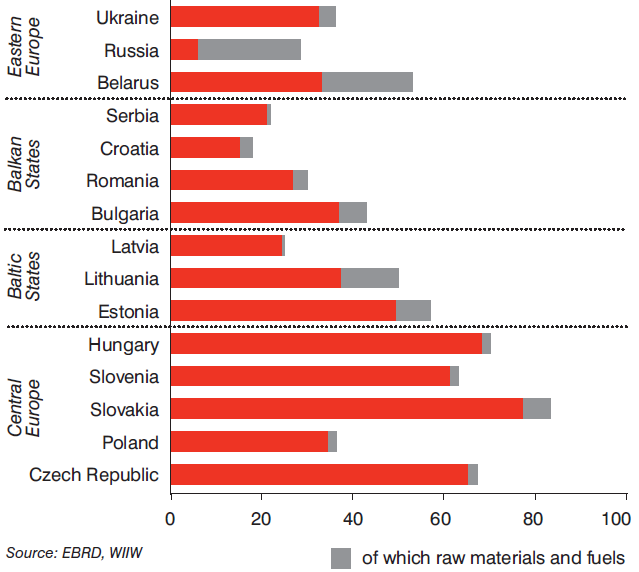 Eastern
Europe
Ukraine
Russia
Belarus
Balkan
States
Serbia
Croatia
Romania
Bulgaria
Baltic
States
Latvia
Lithuania
Estonia
Central
Europe
Hungary
Slovenia
Slovakia
Poland
Czech Republic
0 20 40 60 80 100
Source: EBRD, WIIW
of which raw materials and fuels